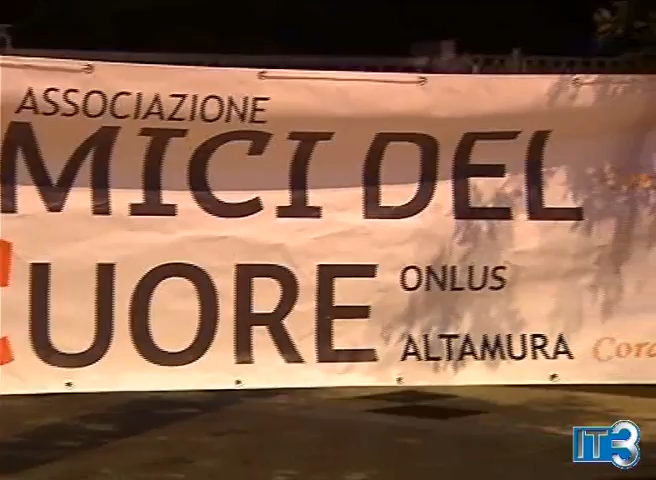 ASSOCIAZIONE
MICI DEL
UORE ONLUS
ALTAMURA
IT3